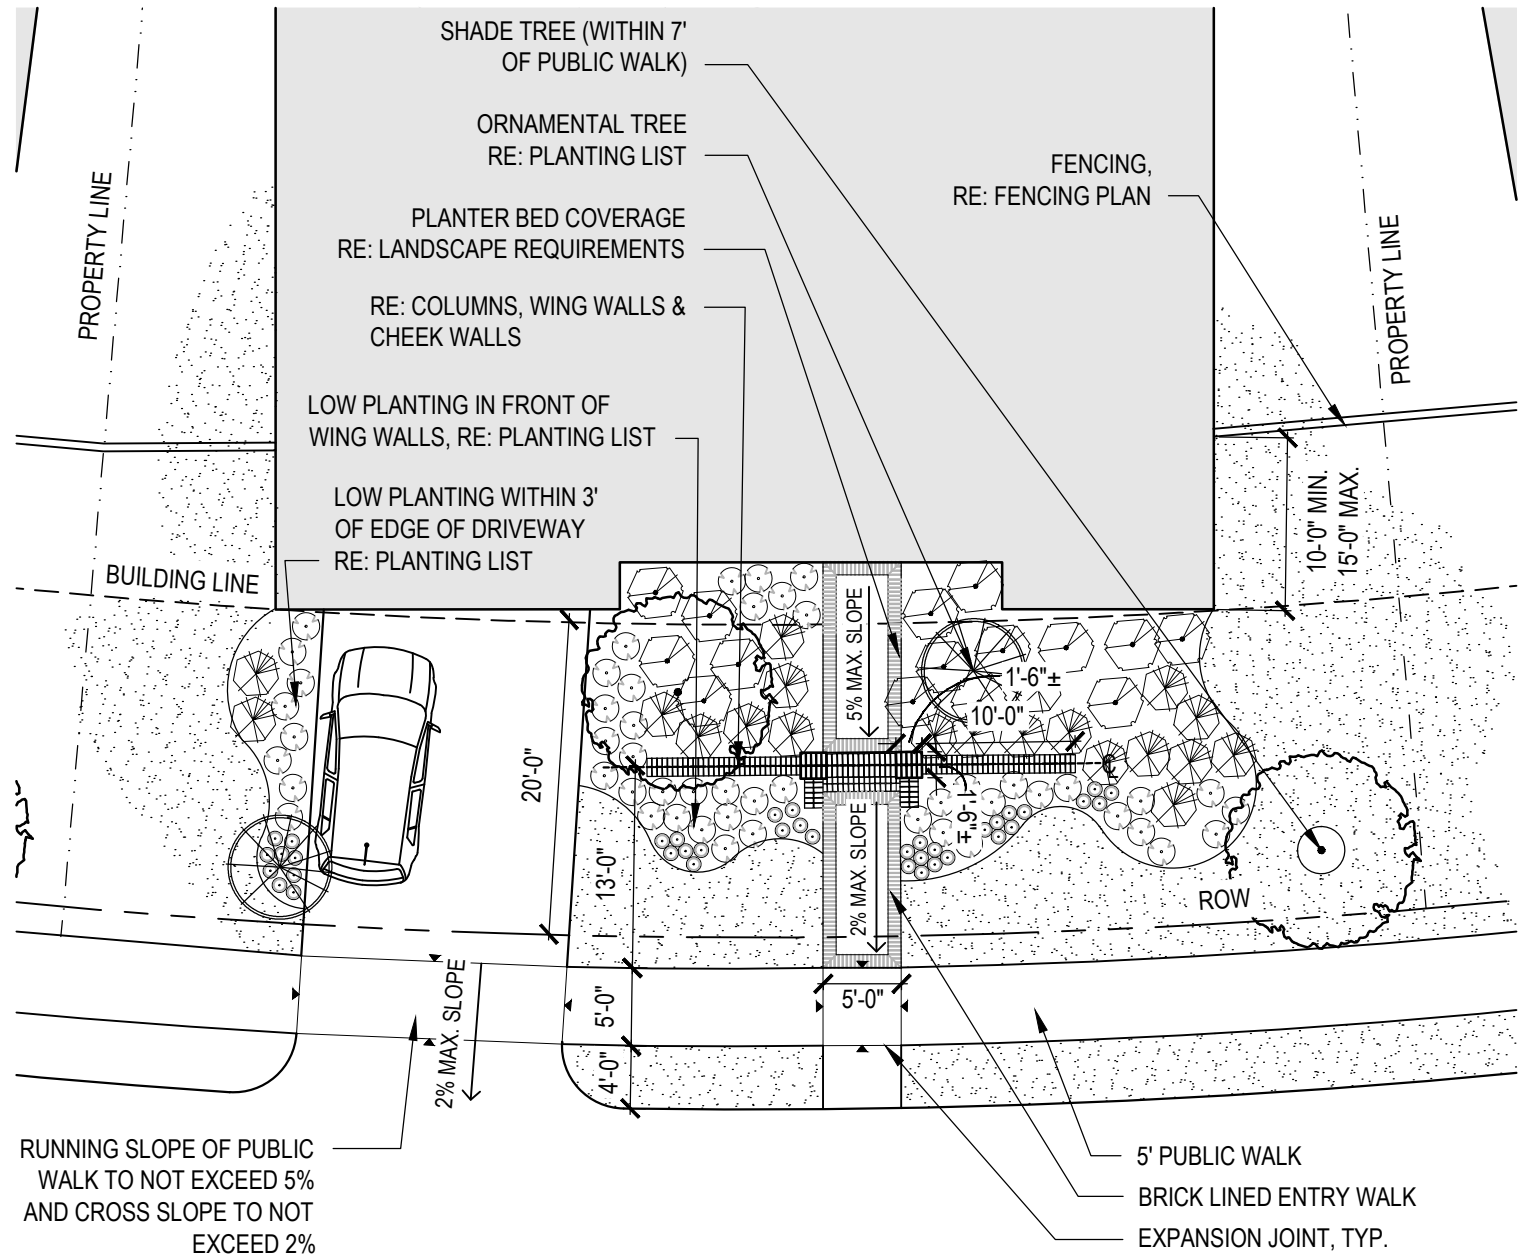 SHADE TREE (WITHIN 7'
OF PUBLIC WALK)
ORNAMENTAL TREE
RE: PLANTING LIST
FENCING,
RE: FENCING PLAN
PLANTER BED COVERAGE
RE: LANDSCAPE REQUIREMENTS
RE: COLUMNS, WING WALLS &
CHEEK WALLS
LOW PLANTING IN FRONT OF
WING WALLS, RE: PLANTING LIST
LOW PLANTING WITHIN 3'
OF EDGE OF DRIVEWAY
RE: PLANTING LIST
PROPERTY LINE
PROPERTY LINE
BUILDING LINE
10-'0" MIN.
15'-0" MAX.
5% MAX. SLOPE
1'-6"±
10'-0"
20'-0"
1'-6"±
13'-0"
2% MAX. SLOPE
ROW
2% MAX. SLOPE
5'-0"
5'-0"
4'-0"
RUNNING SLOPE OF PUBLIC
WALK TO NOT EXCEED 5%
AND CROSS SLOPE TO NOT
EXCEED 2%
5' PUBLIC WALK
BRICK LINED ENTRY WALK
EXPANSION JOINT, TYP.